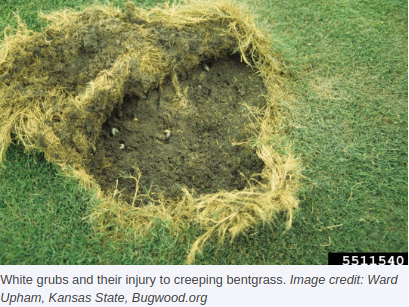 5511540
White grubs and their injury to creeping bentgrass. Image credit: Ward
Upham, Kansas State, Bugwood.org